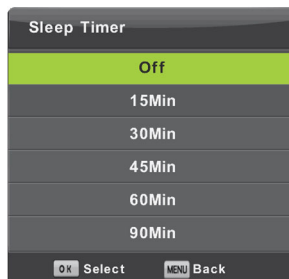 Sleep Timer
Off
15Min
30Min
45Min
60Min
90Min
OK Select MENU Back